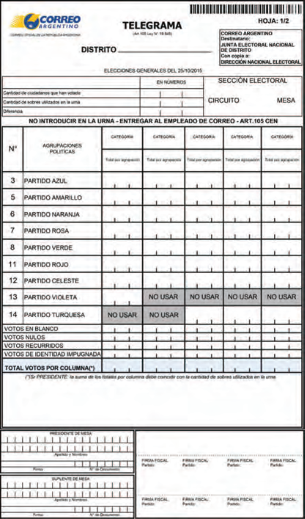 CORREO
ARGENTINO
CORREO OFICIAL DE LA REPUBLICA ARGENTINA
TELEGRAMA
(Art 105 Ley N° 19.945)
HOJA: 1/2
CORREO ARGENTINO
Destinatario:
JUNTA ELECTORAL NACIONAL
DE DISTRITO
Con copia a:
DIRECCIÓN NACIONAL ELECTORAL
DISTRITO
ELECCIONES GENERALES DEL 25/10/2015
EN NÚMEROS
Cantidad de ciudadanos que han votado
Cantidad de sobres utilizados en la urna
Diferencia
SECCIÓN ELECTORAL
CIRCUITO MESA
NO INTRODUCIR EN LA URNA - ENTREGAR AL EMPLEADO DE CORREO - ART.105 CEN
N° AGRUPACIONES POLITICAS CATEGORÍA CATEGORÍA CATEGORÍA CATEGORÍA CATEGORÍA
Total por agrupación Total por agrupación Total por agrupación Total por agrupación Total por agrupación
3 PARTIDO AZUL
5 PARTIDO AMARILLO
6 PARTIDO NARANJA
7 PARTIDO ROSA
8 PARTIDO VERDE
11 PARTIDO ROJO
12 PARTIDO CELESTE
13 PARTIDO VIOLETA NO USAR NO USAR NO USAR NO USAR
14 PARTIDO TURQUESA NO USAR NO USAR
VOTOS EN BLANCO
VOTOS NULOS
VOTOS RECURRIDOS
VOTOS DE IDENTIDAD IMPUGNADA
TOTAL VOTOS POR COLUMNA(*)
(*)Sr PRESIDENTE: la suma de los totales por columna debe coincidir con la cantidad de sobres utilizados en la urna
PRESIDENTE DE MESA
Apellido y Nombres
Firma N° de Documento
SUPLENTE DE MESA
Apellido y Nombres
Firma N° de Documento
FIRMA FISCAL FIRMA FISCAL FIRMA FISCAL FIRMA FISCAL
Partido: Partido: Partido: Partido:
FIRMA FISCAL FIRMA FISCAL FIRMA FISCAL FIRMA FISCAL
Partido: Partido: Partido: Partido: